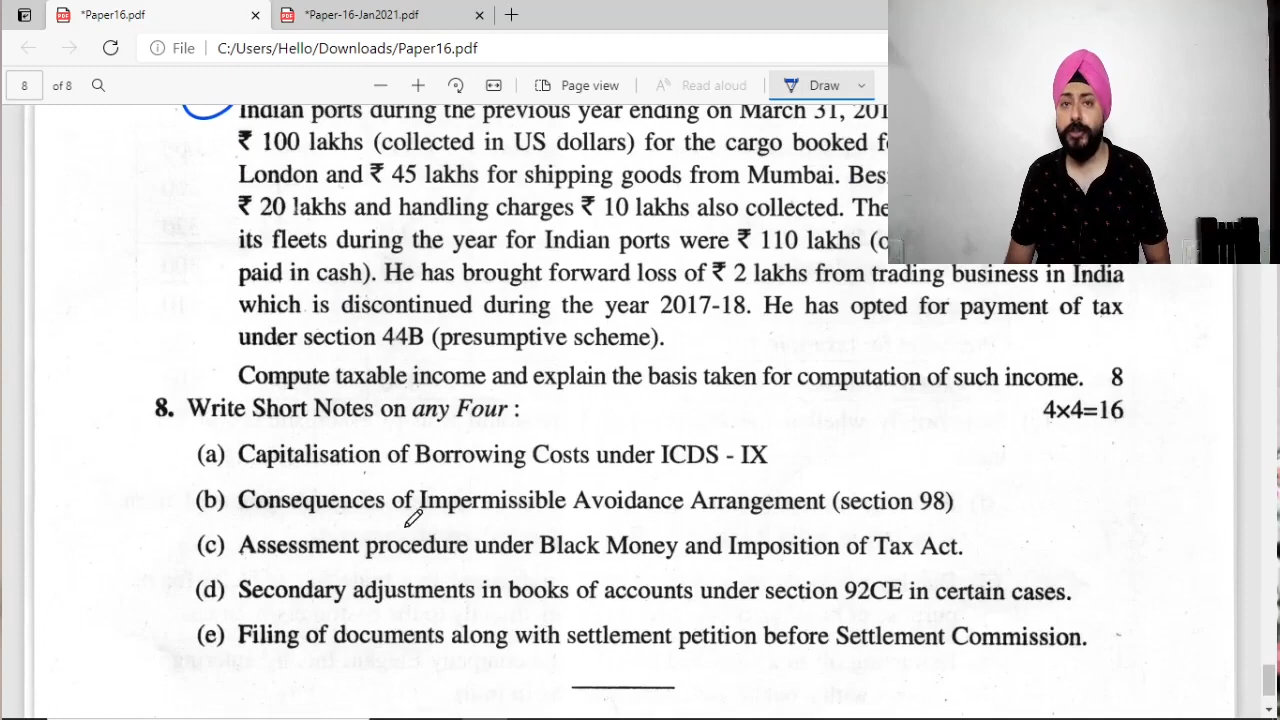 *Paper16.pdf
*Paper-16-Jan2021.pdf
File C:/Users/Hello/Downloads/Paper16.pdf
8 of 8 Page view Read aloud Draw
Indian ports during the previous year ending on March 31, 201
₹ 100 lakhs (collected in US dollars) for the cargo booked f
London and ₹ 45 lakhs for shipping goods from Mumbai. Bes
₹ 20 lakhs and handling charges ₹ 10 lakhs also collected. The
its fleets during the year for Indian ports were ₹ 110 lakhs (
paid in cash). He has brought forward loss of ₹ 2 lakhs from trading business in India
which is discontinued during the year 2017-18. He has opted for payment of tax
under section 44B (presumptive scheme).
Compute taxable income and explain the basis taken for computation of such income. 8
8. Write Short Notes on any Four : 4×4=16
(a) Capitalisation of Borrowing Costs under ICDS - IX
(b) Consequences of Impermissible Avoidance Arrangement (section 98)
(c) Assessment procedure under Black Money and Imposition of Tax Act.
(d) Secondary adjustments in books of accounts under section 92CE in certain cases.
(e) Filing of documents along with settlement petition before Settlement Commission.